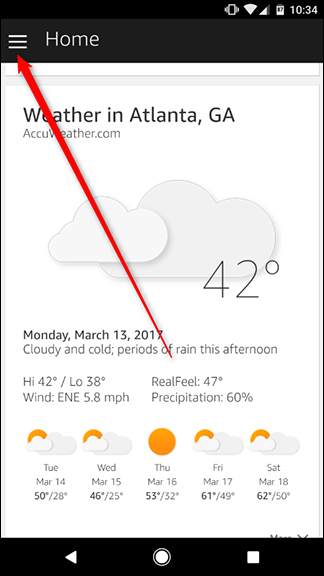 10:34
Home
Weather in Atlanta, GA
AccuWeather.com
42°
Monday, March 13, 2017
Cloudy and cold; periods of rain this afternoon
Hi 42° / Lo 38° RealFeel: 47°
Wind: ENE 5.8 mph Precipitation: 60%
Tue Wed Thu Fri Sat
Mar 14 Mar 15 Mar 16 Mar 17 Mar 18
50°/28° 46°/25° 53°/32° 61°/49° 62°/50°
More